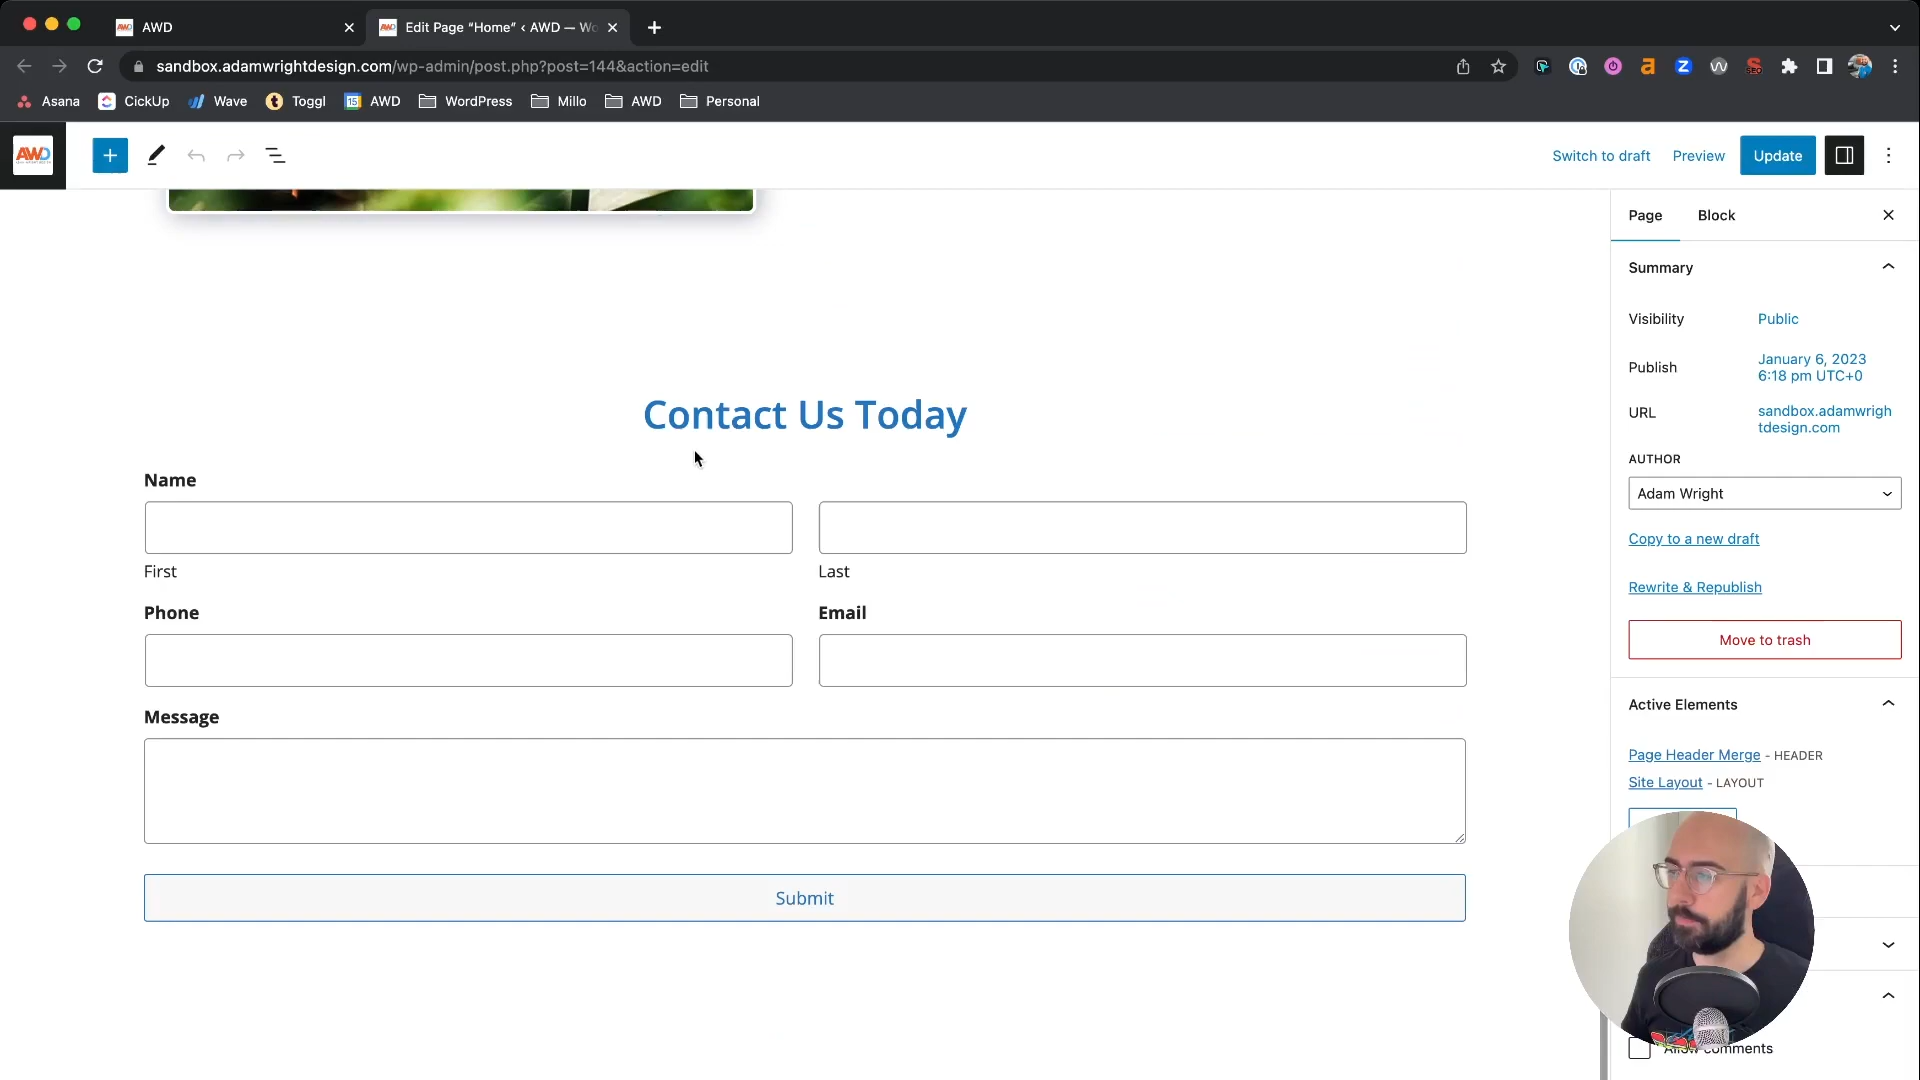 AWD
Edit Page “Home” ‹ AWD — Wo
sandbox.adamwrightdesign.com/wp-admin/post.php?post=144&action=edit
Asana
CickUp
Wave
Toggl
AWD
WordPress
Millo
AWD
Personal
AWD
Switch to draft
Preview
Update
Page
Block
Summary
Visibility
Public
Publish
January 6, 2023
6:18 pm UTC+0
URL
sandbox.adamwrigh
tdesign.com
AUTHOR
Adam Wright
Copy to a new draft
Rewrite & Republish
Move to trash
Active Elements
Page Header Merge - HEADER
Site Layout - LAYOUT
Allow comments
Contact Us Today
Name
First
Last
Phone
Email
Message
Submit